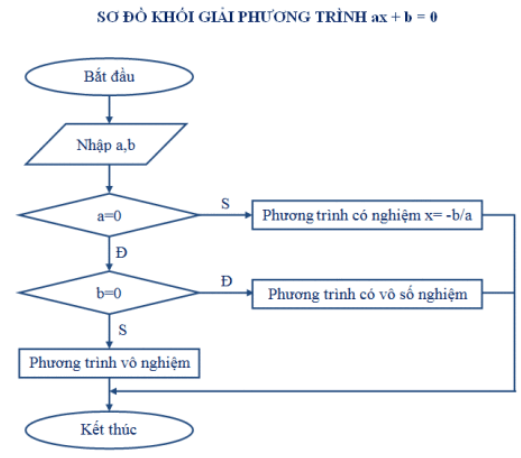 SƠ ĐỒ KHỐI GIẢI PHƯƠNG TRÌNH ax + b = 0
Bắt đầu
Nhập a,b
a=0
S
Phương trình có nghiệm x= -b/a
Đ
b=0
Đ
Phương trình có vô số nghiệm
S
Phương trình vô nghiệm
Kết thúc